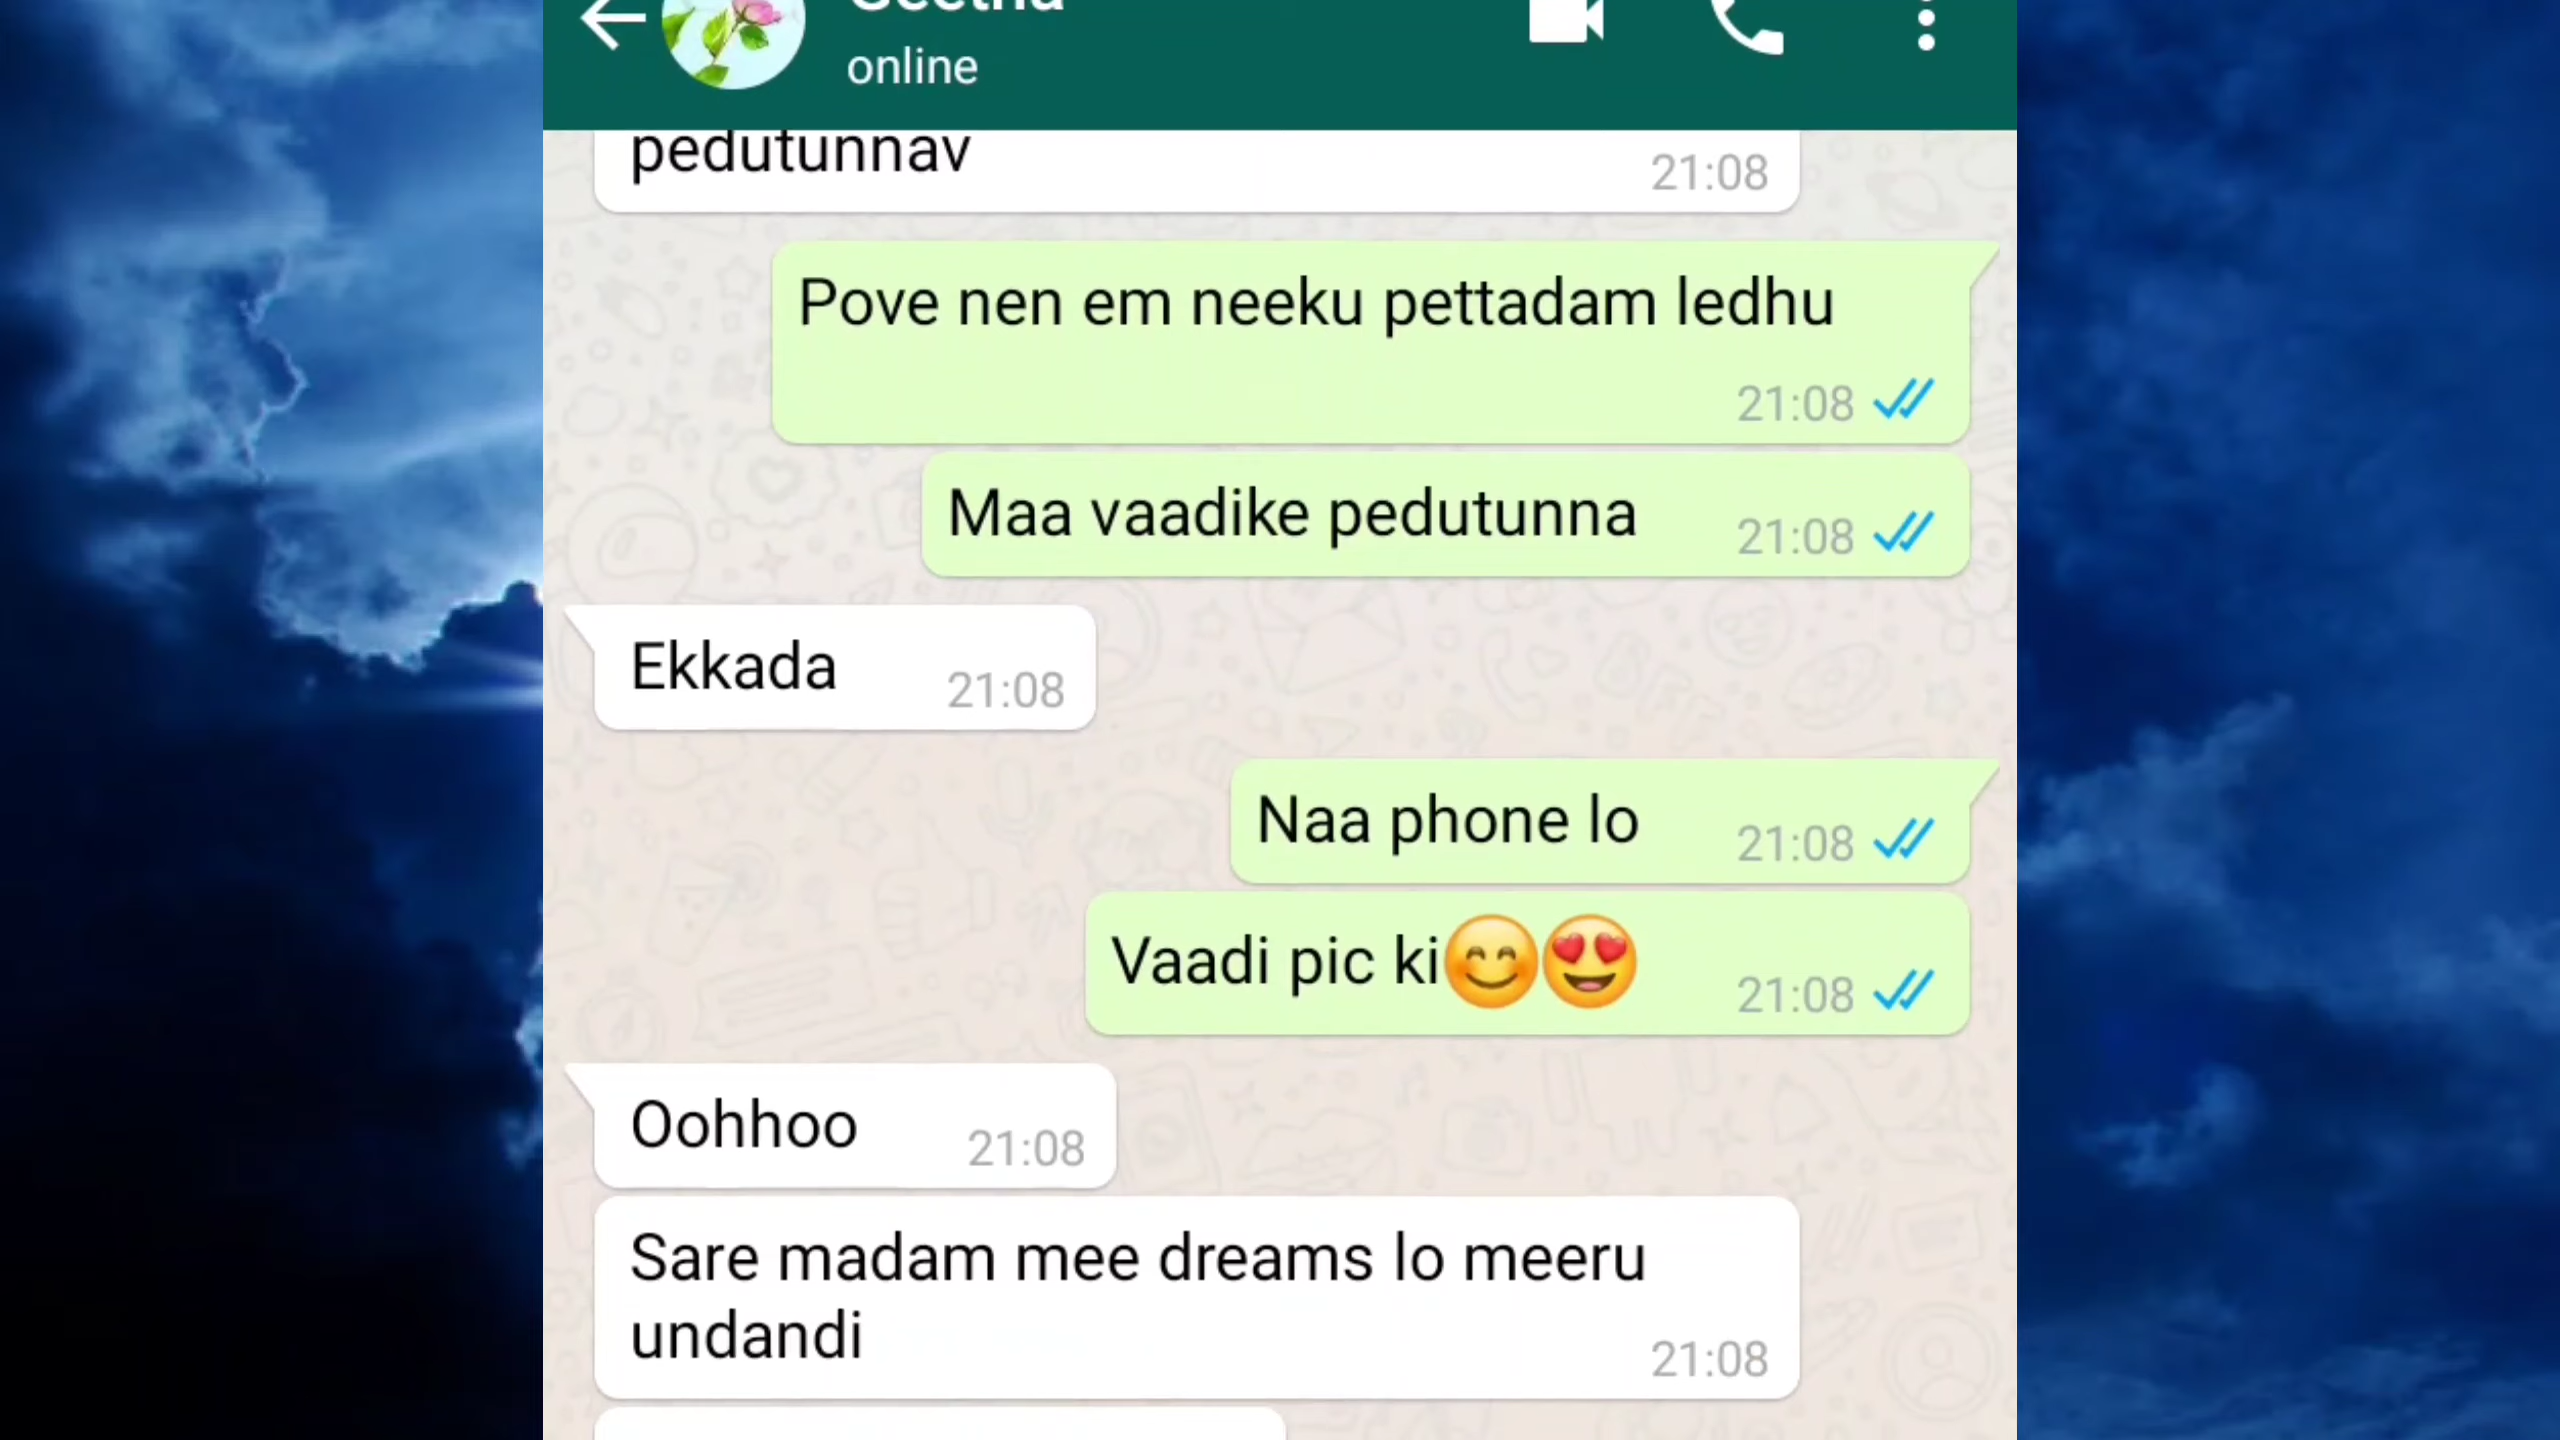 Geetha
online
pedutunnav
21:08
Pove nen em neeku pettadam ledhu
21:08
Maa vaadike pedutunna 21:08
Ekkada 21:08
Naa phone lo 21:08
Vaadi pic ki😊😍 21:08
Oohhoo 21:08
Sare madam mee dreams lo meeru
undandi
21:08